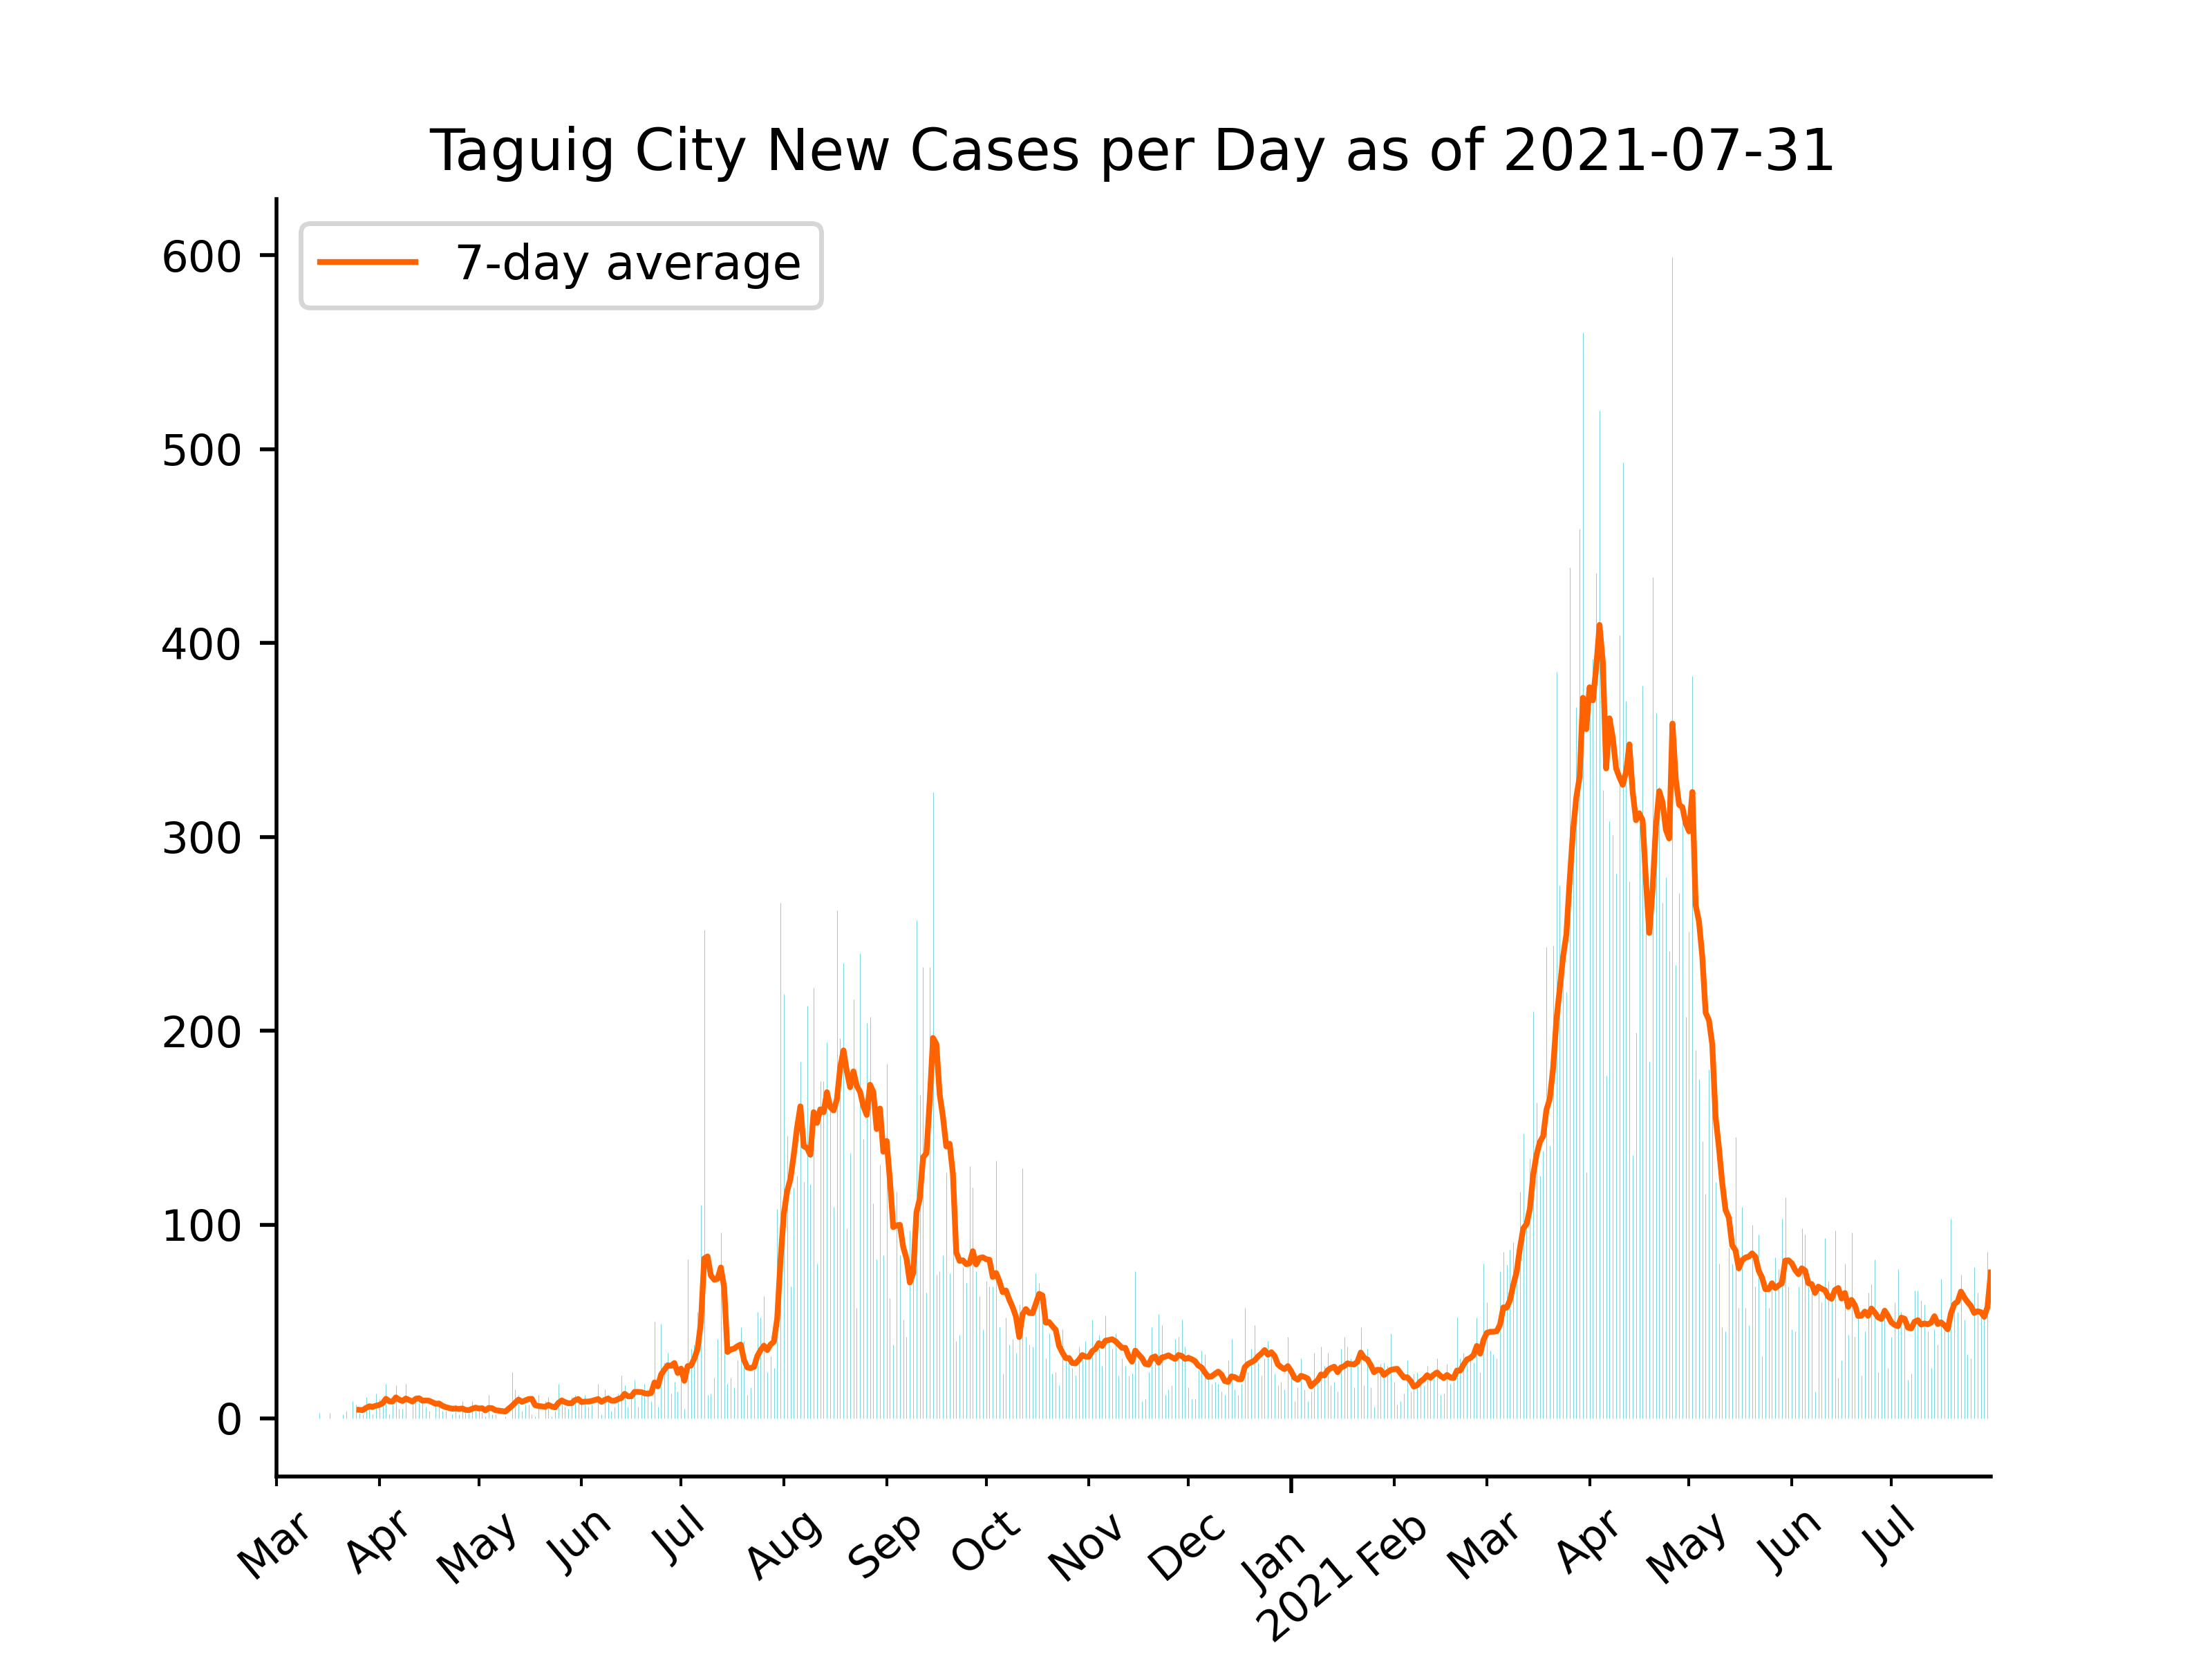 Taguig City New Cases per Day as of 2021-07-31
7-day average
600
500
400
300
200
100
0
Mar
Apr
May
Jun
Jul
Aug
Sep
Oct
Nov
Dec
Jan
2021
Feb
Mar
Apr
May
Jun
Jul